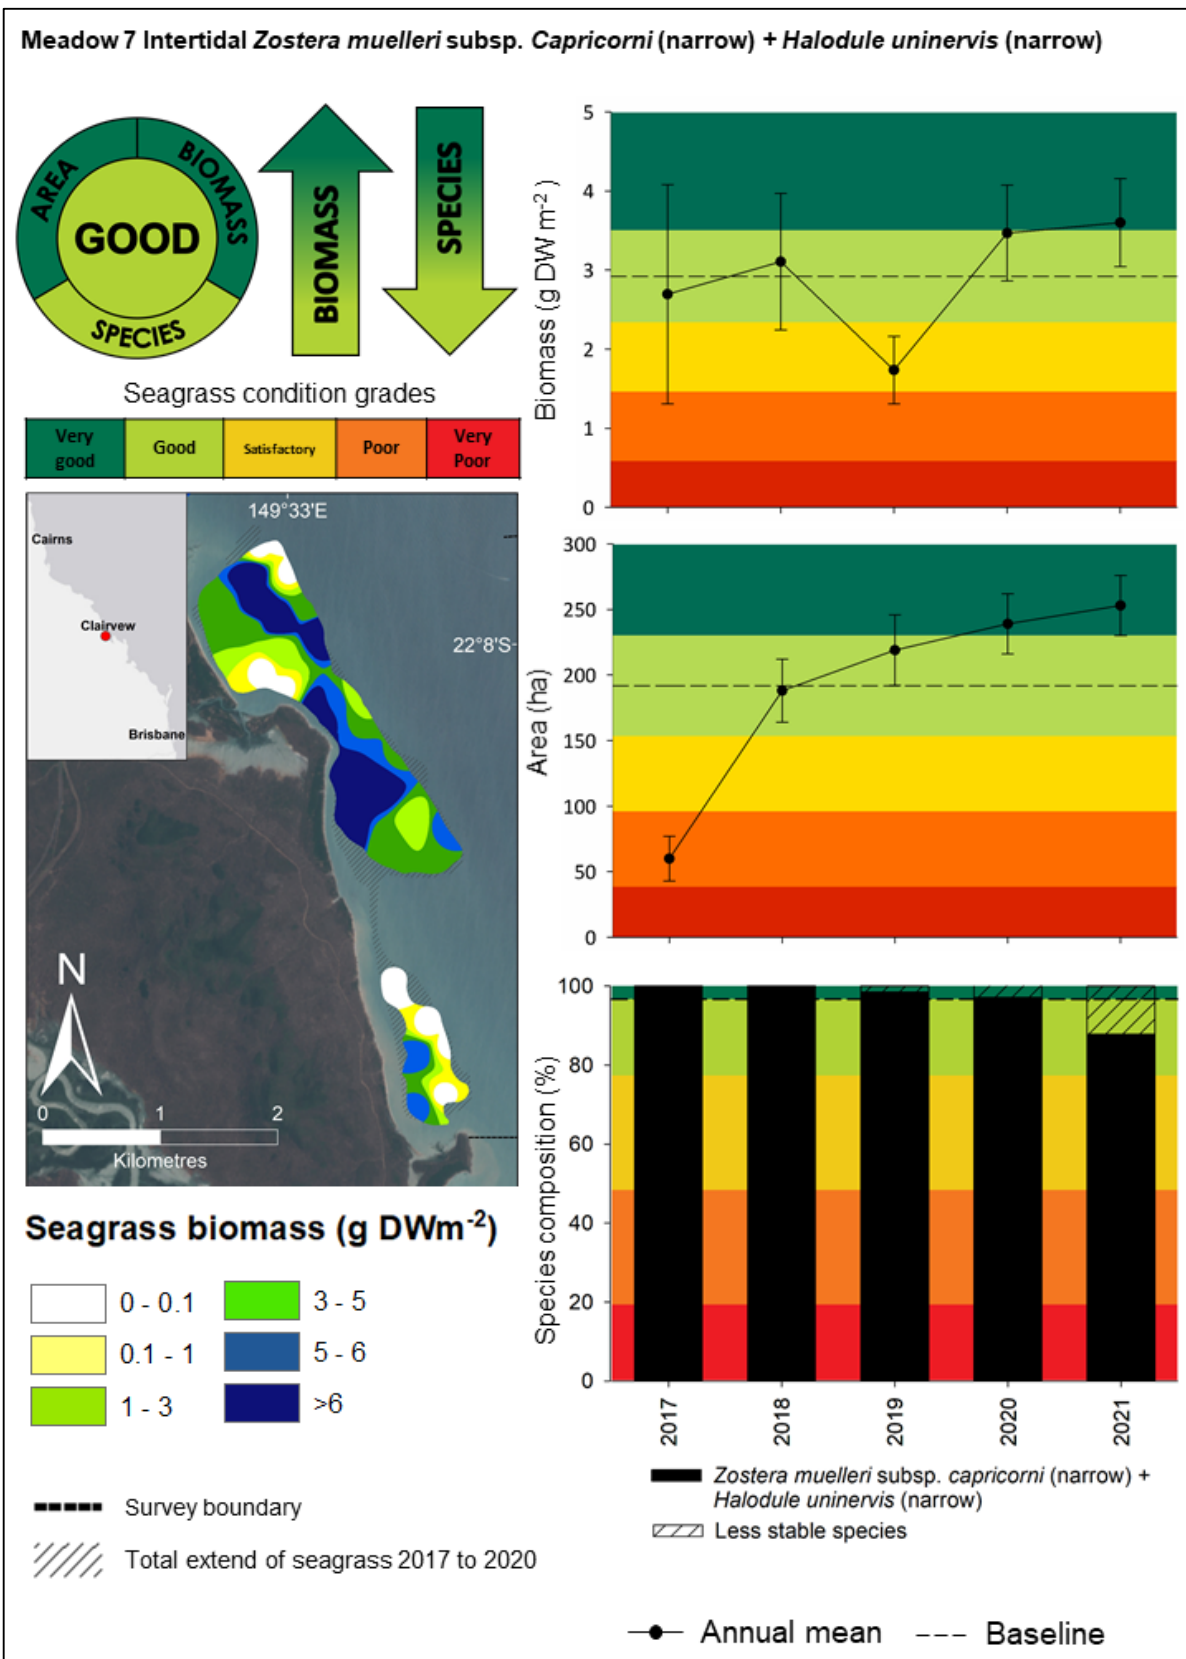 Meadow 7 Intertidal Zostera muelleri subsp. Capricorni (narrow) + Halodule uninervis (narrow)
AREA
BIOMASS
SPECIES
GOOD
BIOMASS
SPECIES
Seagrass condition grades
Very good
Good
Satisfactory
Poor
Very Poor
149°33'E
22°8'S
Cairns
Clairvew
Brisbane
N
0 1 2
Kilometres
Seagrass biomass (g DWm-2)
0 - 0.1
0.1 - 1
1 - 3
3 - 5
5 - 6
>6
Survey boundary
Total extend of seagrass 2017 to 2020
Biomass (g DW m-2)
5
4
3
2
1
0
Area (ha)
300
250
200
150
100
50
0
Species composition (%)
100
80
60
40
20
0
2017
2018
2019
2020
2021
Zostera muelleri subsp. capricorni (narrow) +
Halodule uninervis (narrow)
Less stable species
Annual mean
Baseline